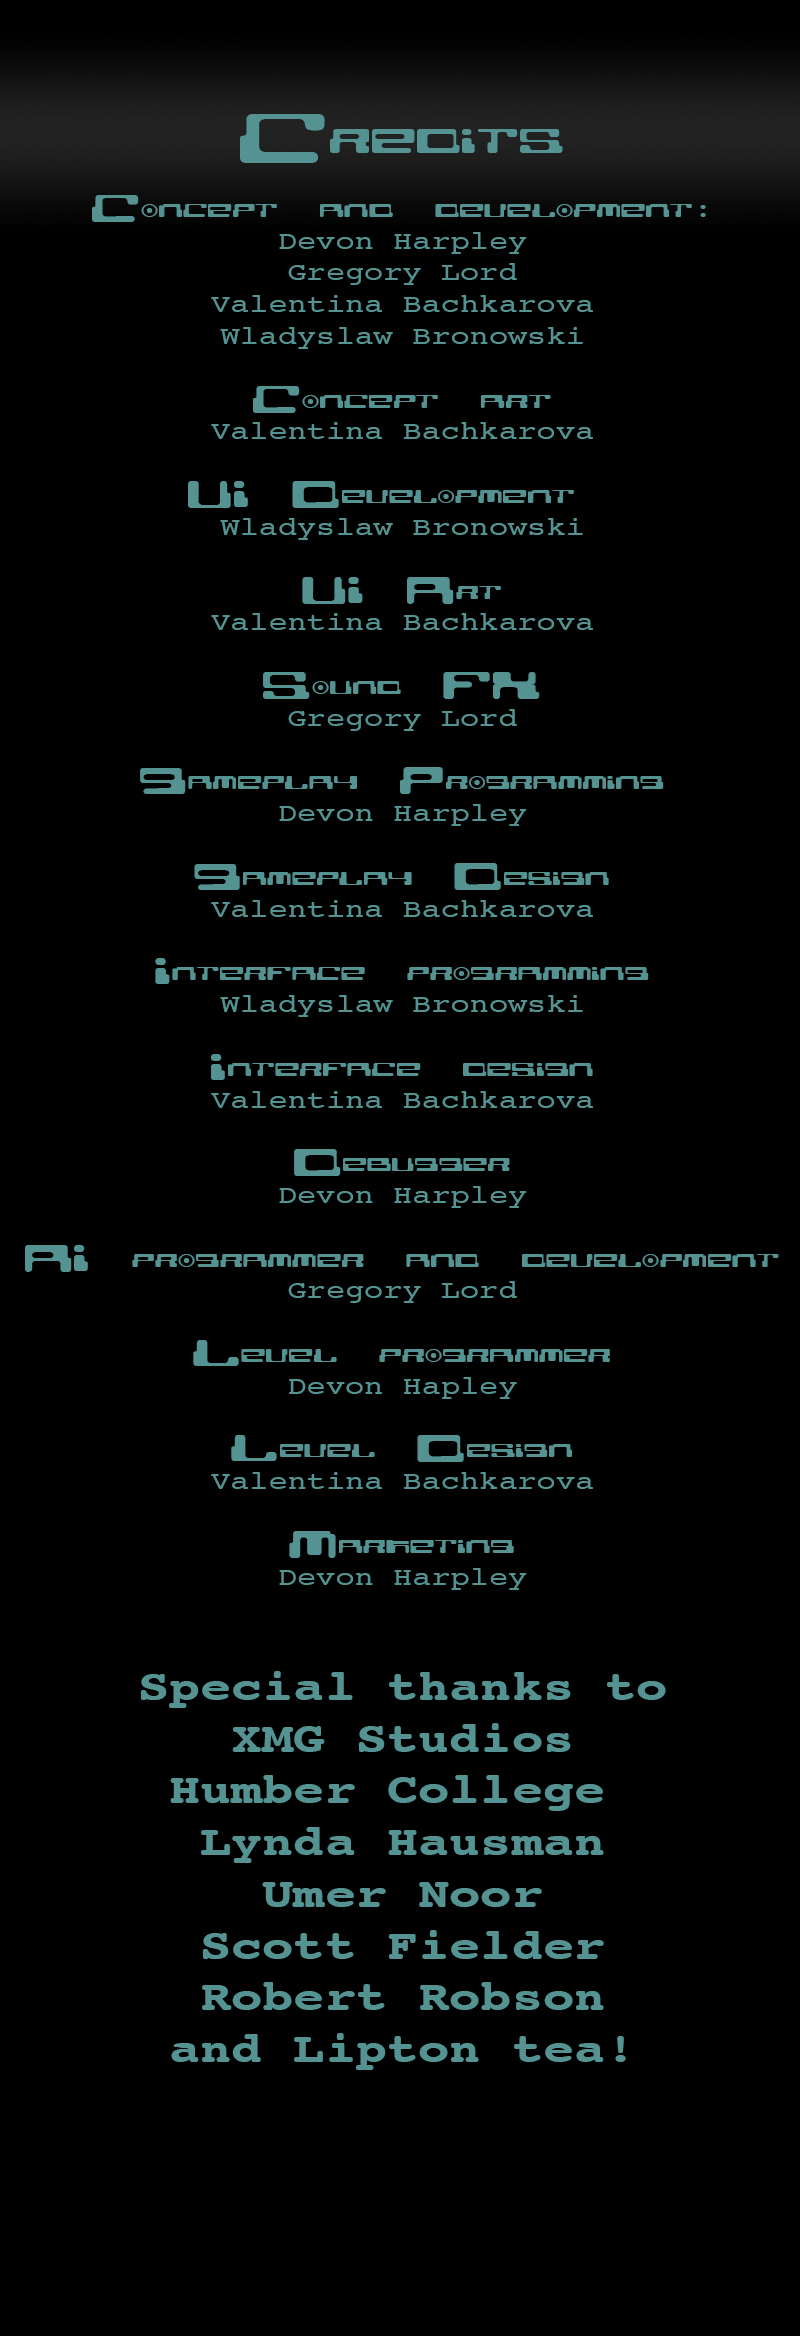 Credits
Concept and development:
Devon Harpley
Gregory Lord
Valentina Bachkarova
Wladyslaw Bronowski
Concept art
Valentina Bachkarova
Ui Development
Wladyslaw Bronowski
Ui Art
Valentina Bachkarova
Sound FX
Gregory Lord
Gameplay Programming
Devon Harpley
Gameplay Design
Valentina Bachkarova
Interface programming
Wladyslaw Bronowski
Interface design
Valentina Bachkarova
Debugger
Devon Harpley
Ai programmer and development
Gregory Lord
Level programmer
Devon Hapley
Level Design
Valentina Bachkarova
Marketing
Devon Harpley
Special thanks to
XMG Studios
Humber College
Lynda Hausman
Umer Noor
Scott Fielder
Robert Robson
and Lipton tea!